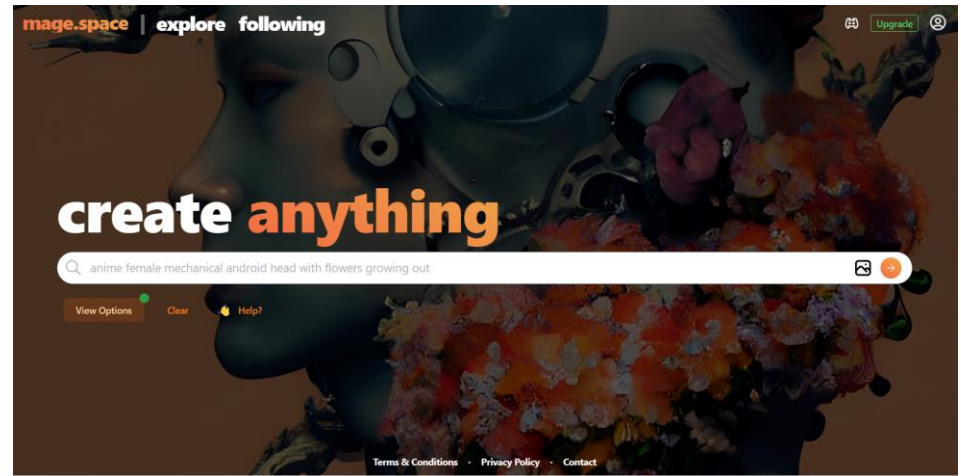 mage.space | explore following
Upgrade
create anything
anime female mechanical android head with flowers growing out
View Options Clear Help?
Terms & Conditions · Privacy Policy · Contact